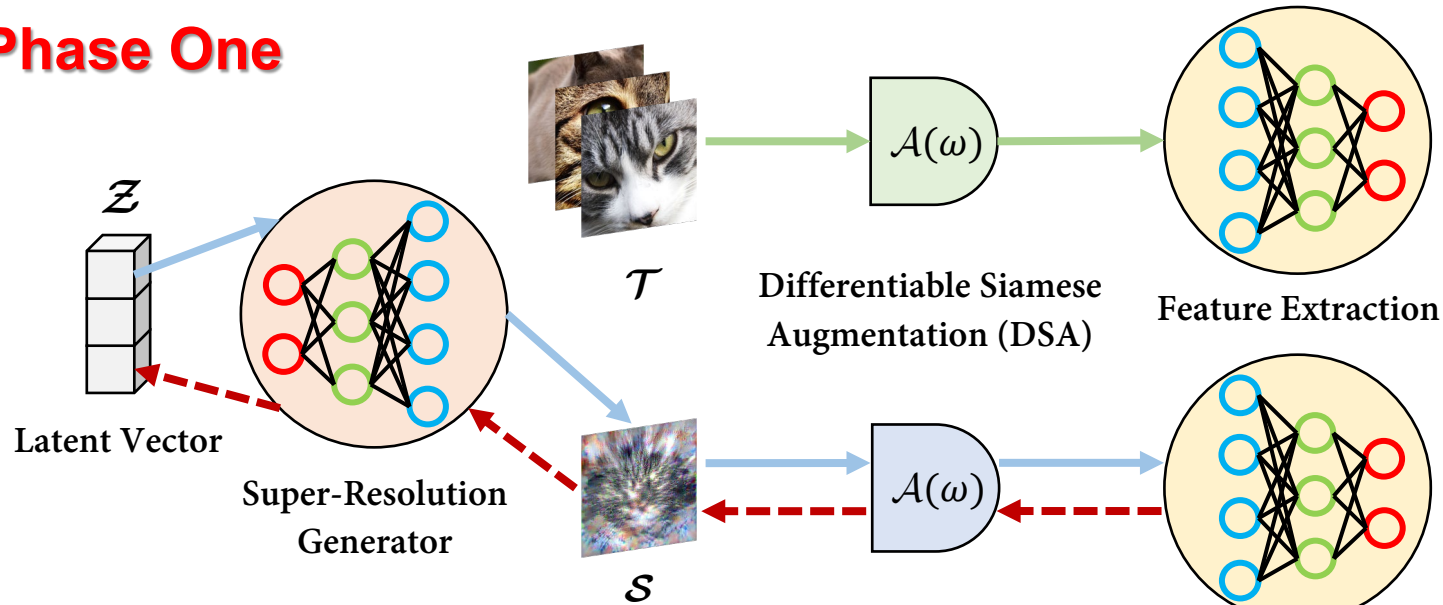 Phase One
𝒵
Latent Vector
Super-Resolution
Generator
𝒯
𝒮
𝒜(ω)
Differentiable Siamese
Augmentation (DSA)
𝒜(ω)
Feature Extraction